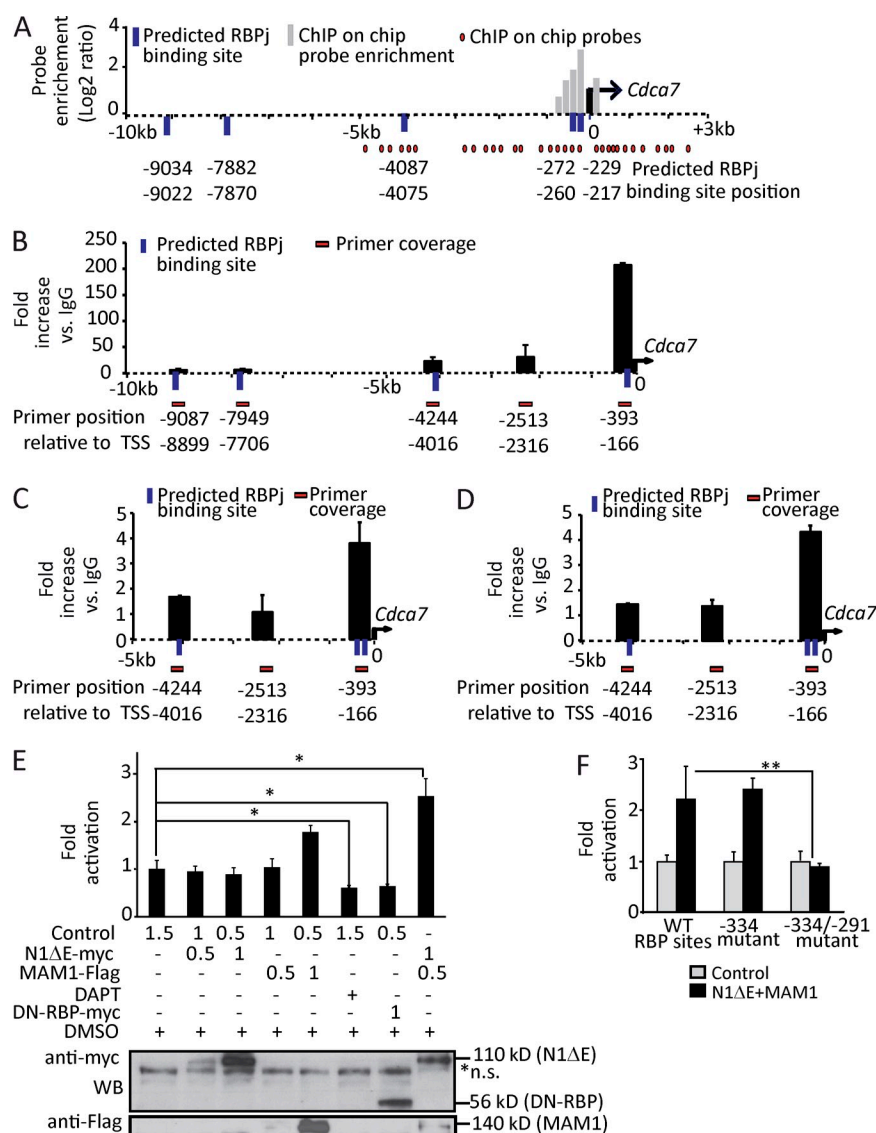 A
Predicted RBPj binding site
ChIP on chip probe enrichment
ChIP on chip probes
Probe enrichement (Log2 ratio)
4
2
0
Cdca7
-10kb
-5kb
0
+3kb
-9034 -7882 -4087 -272 -229 Predicted RBPj
-9022 -7870 -4075 -260 -217 binding site position
B
Predicted RBPj binding site
Primer coverage
Fold increase vs. IgG
250
200
150
100
50
0
Cdca7
-10kb
-5kb
0
Primer position -9087 -7949 -4244 -2513 -393
relative to TSS -8899 -7706 -4016 -2316 -166
C
Predicted RBPj binding site
Primer coverage
Fold increase vs. IgG
5
4
3
2
1
0
Cdca7
-5kb
0
Primer position -4244 -2513 -393
relative to TSS -4016 -2316 -166
D
Predicted RBPj binding site
Primer coverage
Fold increase vs. IgG
5
4
3
2
1
0
Cdca7
-5kb
0
Primer position -4244 -2513 -393
relative to TSS -4016 -2316 -166
E
Fold activation
3
2
1
0
*
*
*
Control 1.5 1 0.5 1 0.5 1.5 0.5 -
N1ΔE-myc - 0.5 1 - - - - 1
MAM1-Flag - - - 0.5 1 - - 0.5
DAPT - - - - - + - -
DN-RBP-myc - - - - - - 1 -
DMSO + + + + + + + +
anti-myc
WB
110 kD (N1ΔE)
*n.s.
56 kD (DN-RBP)
anti-Flag
140 kD (MAM1)
F
Fold activation
3
2
1
0
**
WT RBP sites
-334 mutant
-334/-291 mutant
Control
N1ΔE+MAM1